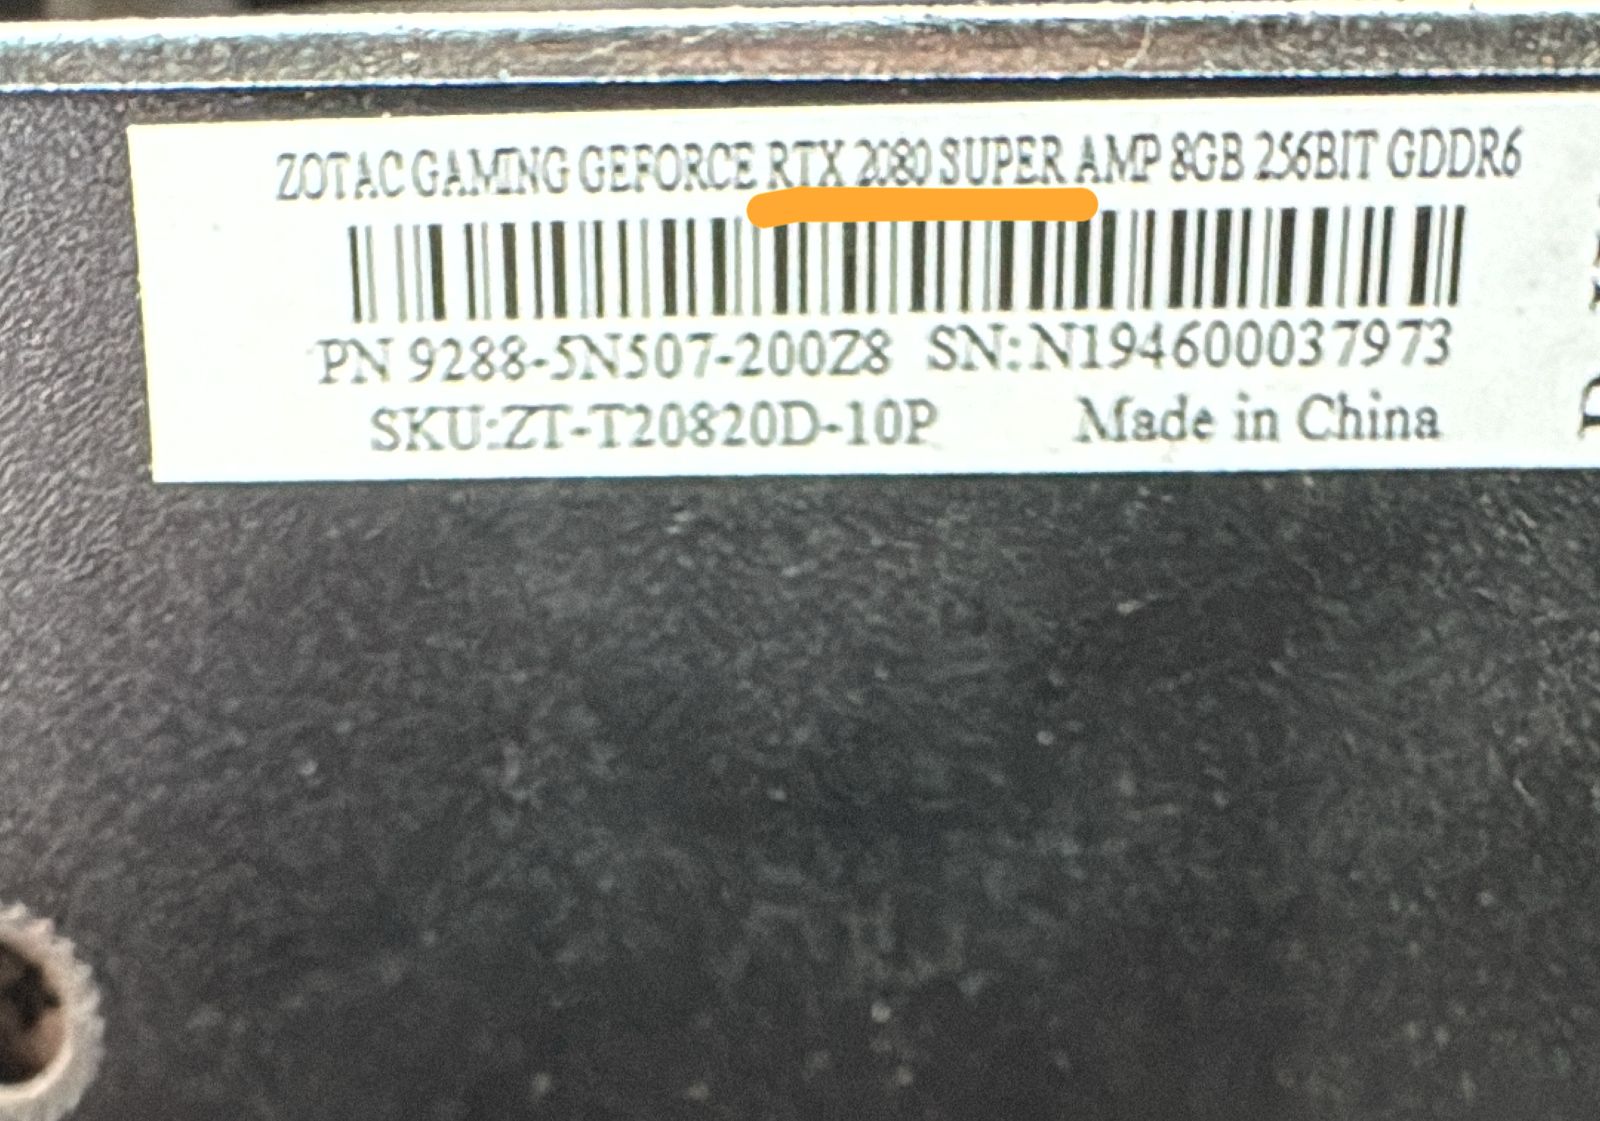 ZOTAC GAMING GEFORCE RTX 2080 SUPER AMP 8GB 256BIT GDDR6
PN 9288-5N507-200Z8 SN:N194600037973
SKU:ZT-T20820D-10P Made in China